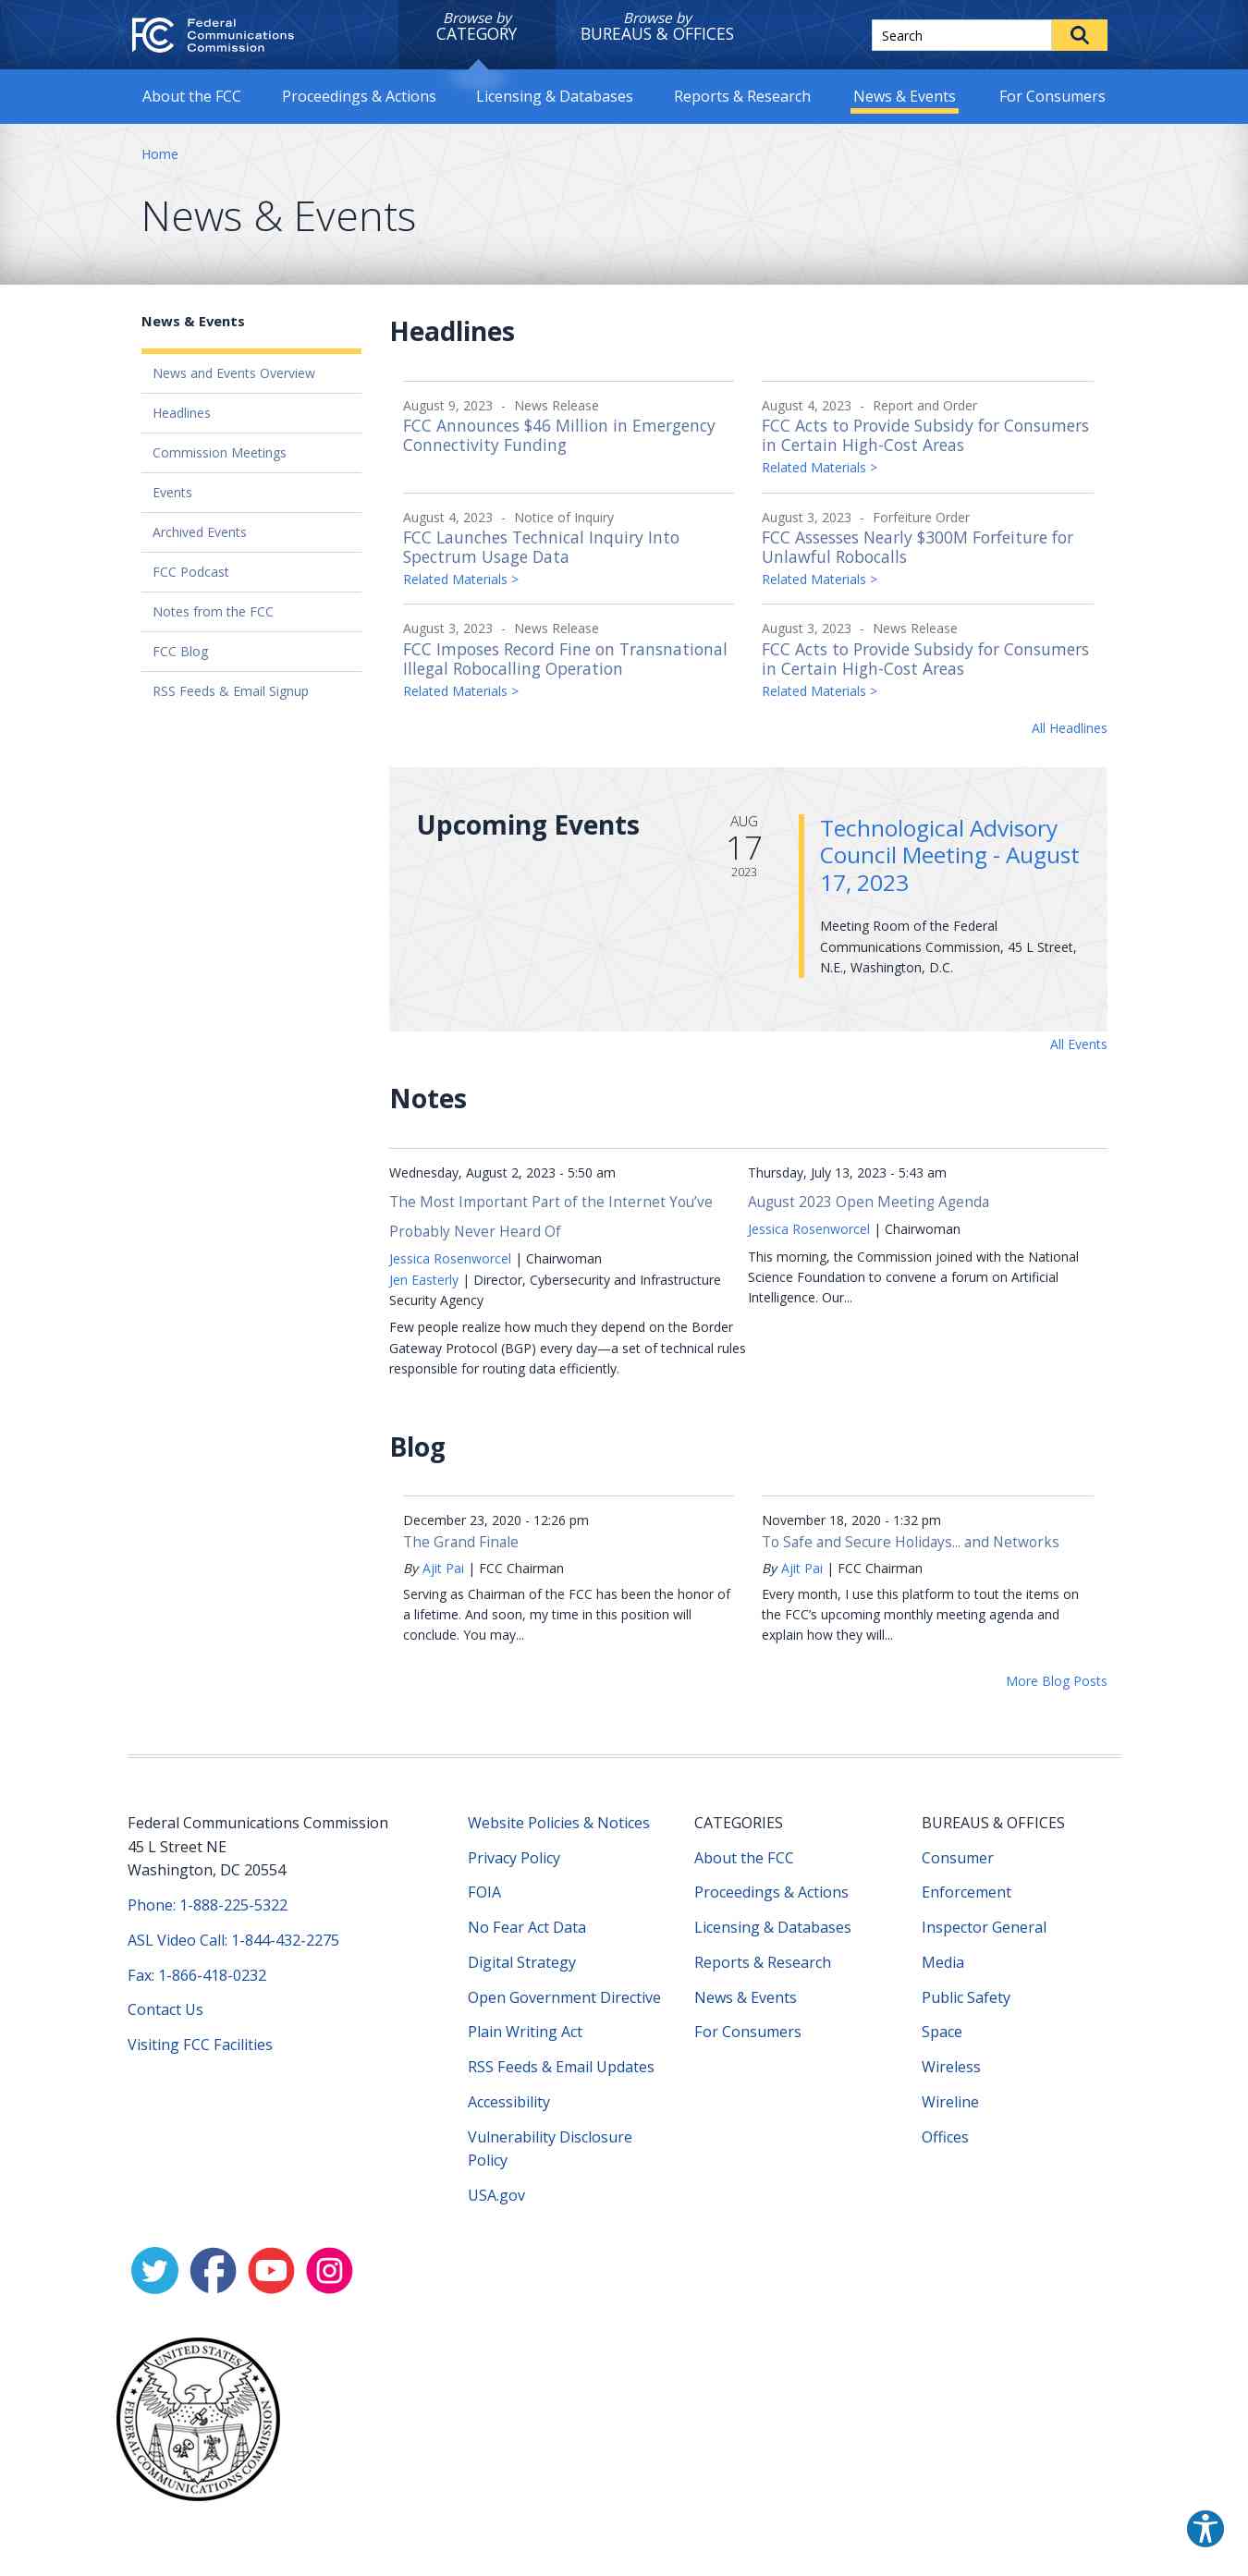 Federal
Communications
Commission
Browse by
CATEGORY
Browse by
BUREAUS & OFFICES
Search
About the FCC
Proceedings & Actions
Licensing & Databases
Reports & Research
News & Events
For Consumers
Home
News & Events
News & Events
News and Events Overview
Headlines
Commission Meetings
Events
Archived Events
FCC Podcast
Notes from the FCC
FCC Blog
RSS Feeds & Email Signup
Headlines
August 9, 2023 - News Release
FCC Announces $46 Million in Emergency
Connectivity Funding
August 4, 2023 - Report and Order
FCC Acts to Provide Subsidy for Consumers
in Certain High-Cost Areas
Related Materials >
August 4, 2023 - Notice of Inquiry
FCC Launches Technical Inquiry Into
Spectrum Usage Data
Related Materials >
August 3, 2023 - Forfeiture Order
FCC Assesses Nearly $300M Forfeiture for
Unlawful Robocalls
Related Materials >
August 3, 2023 - News Release
FCC Imposes Record Fine on Transnational
Illegal Robocalling Operation
Related Materials >
August 3, 2023 - News Release
FCC Acts to Provide Subsidy for Consumers
in Certain High-Cost Areas
Related Materials >
All Headlines
Upcoming Events
AUG
17
2023
Technological Advisory
Council Meeting - August
17, 2023
Meeting Room of the Federal
Communications Commission, 45 L Street,
N.E., Washington, D.C.
All Events
Notes
Wednesday, August 2, 2023 - 5:50 am
The Most Important Part of the Internet You’ve
Probably Never Heard Of
Jessica Rosenworcel | Chairwoman
Jen Easterly | Director, Cybersecurity and Infrastructure
Security Agency
Few people realize how much they depend on the Border
Gateway Protocol (BGP) every day—a set of technical rules
responsible for routing data efficiently.
Thursday, July 13, 2023 - 5:43 am
August 2023 Open Meeting Agenda
Jessica Rosenworcel | Chairwoman
This morning, the Commission joined with the National
Science Foundation to convene a forum on Artificial
Intelligence. Our...
Blog
December 23, 2020 - 12:26 pm
The Grand Finale
By Ajit Pai | FCC Chairman
Serving as Chairman of the FCC has been the honor of
a lifetime. And soon, my time in this position will
conclude. You may...
November 18, 2020 - 1:32 pm
To Safe and Secure Holidays... and Networks
By Ajit Pai | FCC Chairman
Every month, I use this platform to tout the items on
the FCC’s upcoming monthly meeting agenda and
explain how they will...
More Blog Posts
Federal Communications Commission
45 L Street NE
Washington, DC 20554
Phone: 1-888-225-5322
ASL Video Call: 1-844-432-2275
Fax: 1-866-418-0232
Contact Us
Visiting FCC Facilities
Website Policies & Notices
Privacy Policy
FOIA
No Fear Act Data
Digital Strategy
Open Government Directive
Plain Writing Act
RSS Feeds & Email Updates
Accessibility
Vulnerability Disclosure
Policy
USA.gov
CATEGORIES
About the FCC
Proceedings & Actions
Licensing & Databases
Reports & Research
News & Events
For Consumers
BUREAUS & OFFICES
Consumer
Enforcement
Inspector General
Media
Public Safety
Space
Wireless
Wireline
Offices
UNITED STATES
FEDERAL COMMUNICATIONS COMMISSION